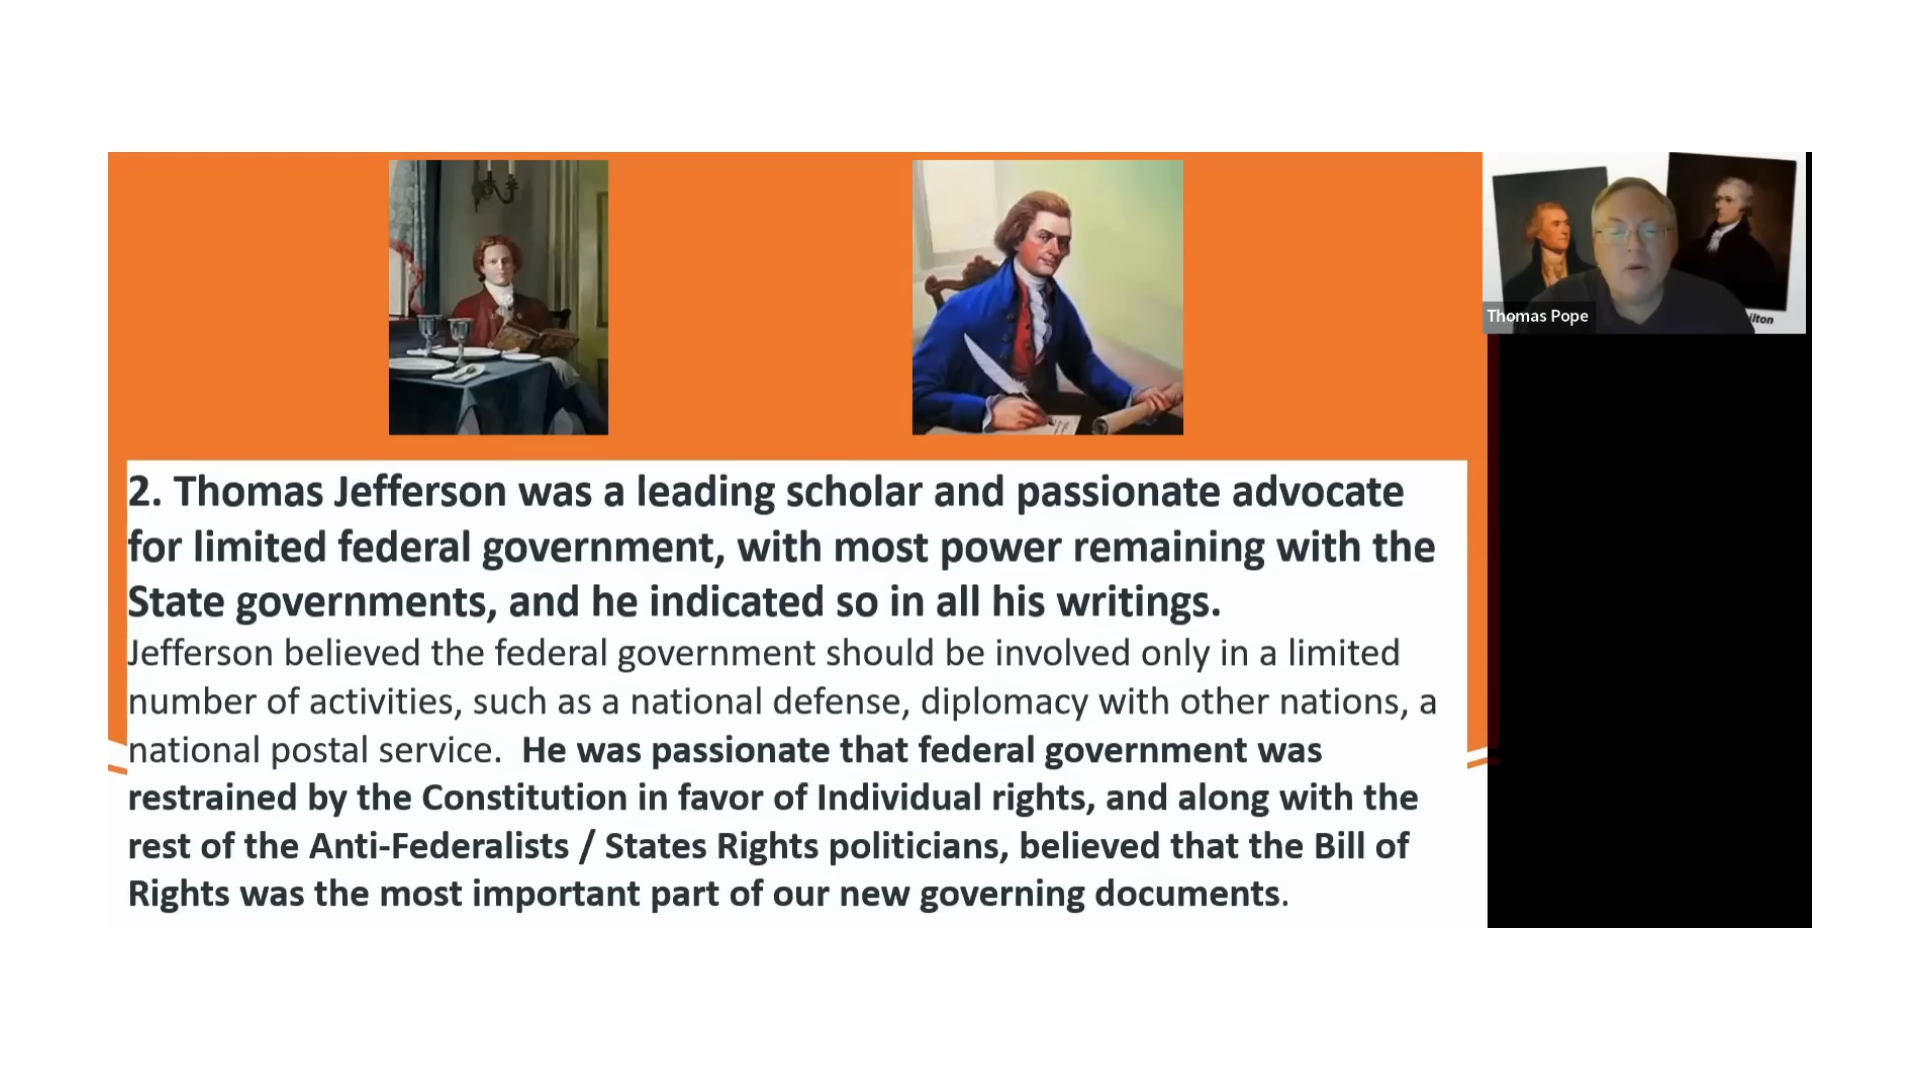 Thomas Pope
ilton
2. Thomas Jefferson was a leading scholar and passionate advocate
for limited federal government, with most power remaining with the
State governments, and he indicated so in all his writings.
Jefferson believed the federal government should be involved only in a limited
number of activities, such as a national defense, diplomacy with other nations, a
national postal service.  He was passionate that federal government was
restrained by the Constitution in favor of Individual rights, and along with the
rest of the Anti-Federalists / States Rights politicians, believed that the Bill of
Rights was the most important part of our new governing documents.